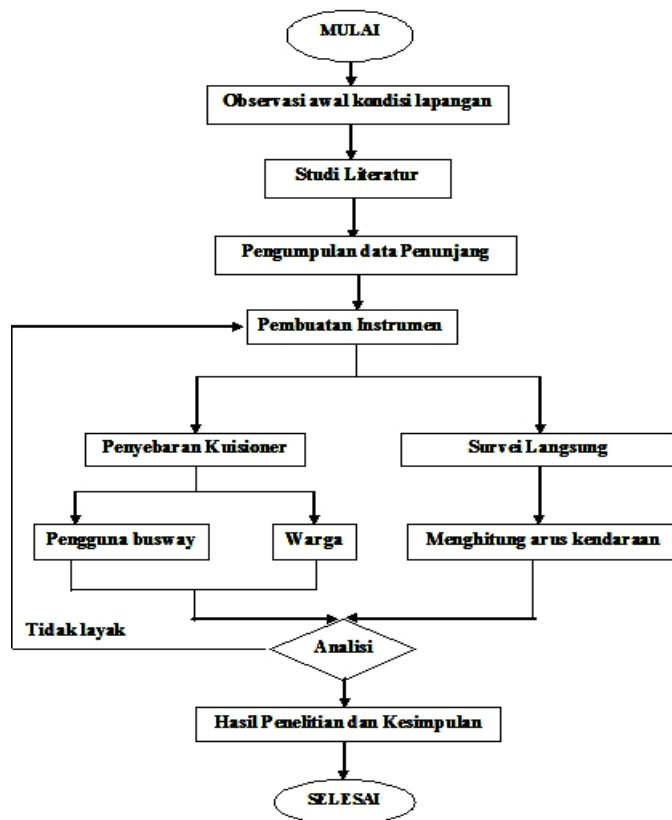 MULAI
Observasi awal kondisi lapangan
Studi Literatur
Pengumpulan data Penunjang
Pembuatan Instrumen
Penyebaran Kuisioner
Survei Langsung
Pengguna busway
Warga
Menghitung arus kendaraan
Tidak layak
Analisi
Hasil Penelitian dan Kesimpulan
SELESAI